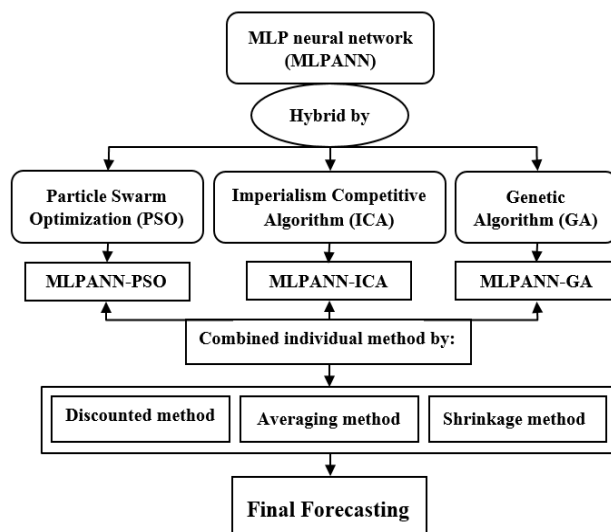 MLP neural network
(MLPANN)
Hybrid by
Particle Swarm
Optimization (PSO)
Imperialism Competitive
Algorithm (ICA)
Genetic
Algorithm (GA)
MLPANN-PSO
MLPANN-ICA
MLPANN-GA
Combined individual method by:
Discounted method
Averaging method
Shrinkage method
Final Forecasting